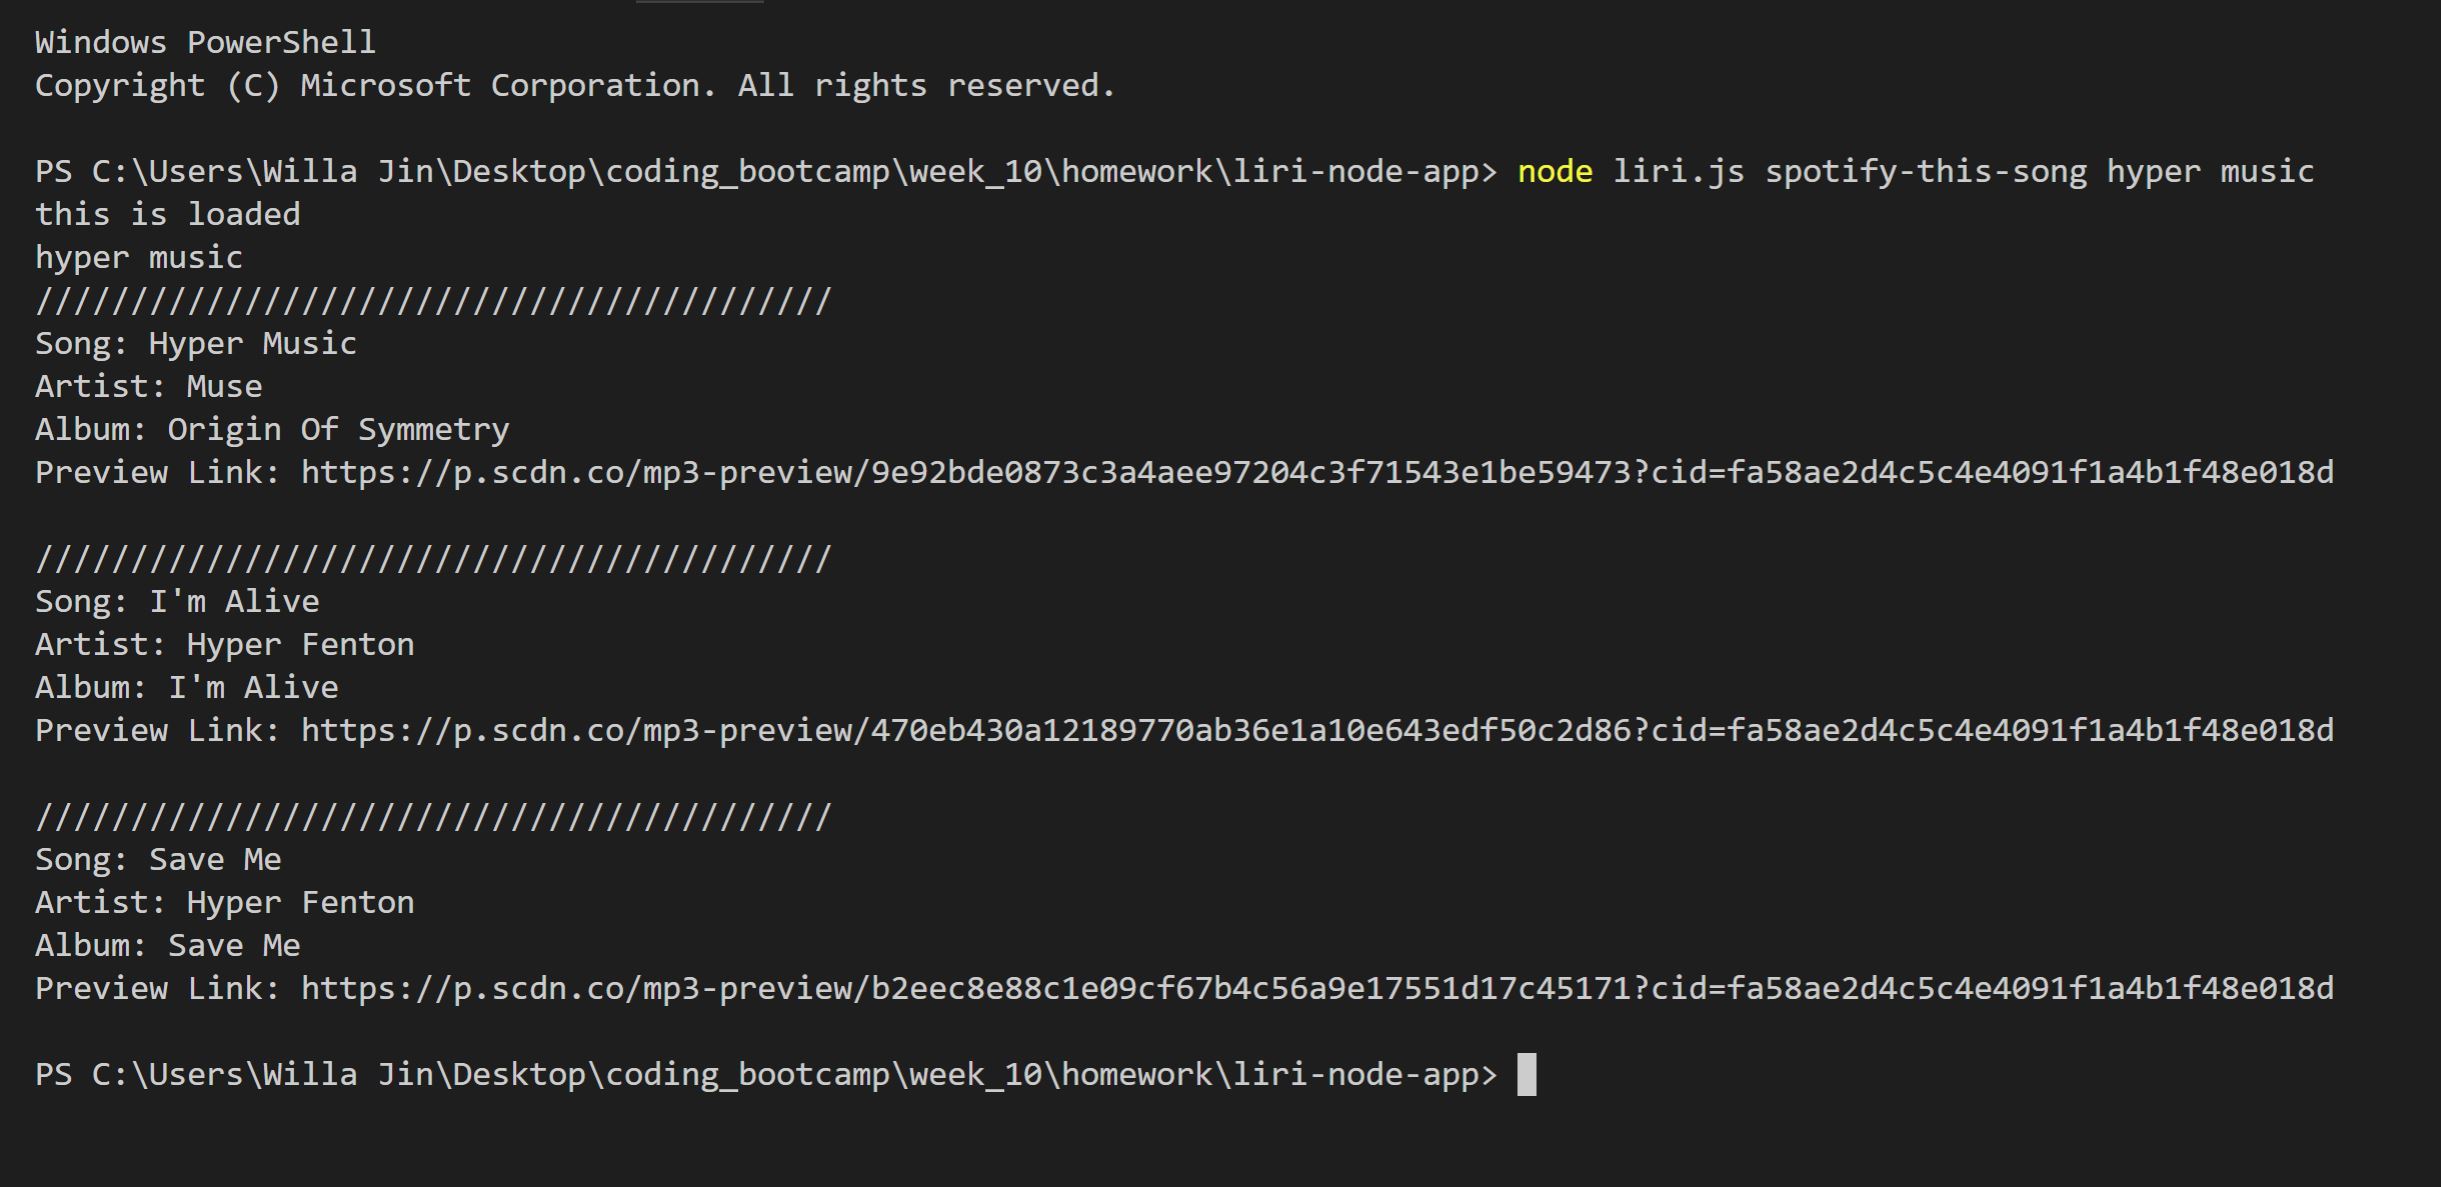 Windows PowerShell
Copyright (C) Microsoft Corporation. All rights reserved.
PS C:\Users\Willa Jin\Desktop\coding_bootcamp\week_10\homework\liri-node-app> node liri.js spotify-this-song hyper music
this is loaded
hyper music
//////////////////////////////////////////
Song: Hyper Music
Artist: Muse
Album: Origin Of Symmetry
Preview Link: https://p.scdn.co/mp3-preview/9e92bde0873c3a4aee97204c3f71543e1be59473?cid=fa58ae2d4c5c4e4091f1a4b1f48e018d
//////////////////////////////////////////
Song: I'm Alive
Artist: Hyper Fenton
Album: I'm Alive
Preview Link: https://p.scdn.co/mp3-preview/470eb430a12189770ab36e1a10e643edf50c2d86?cid=fa58ae2d4c5c4e4091f1a4b1f48e018d
//////////////////////////////////////////
Song: Save Me
Artist: Hyper Fenton
Album: Save Me
Preview Link: https://p.scdn.co/mp3-preview/b2eec8e88c1e09cf67b4c56a9e17551d17c45171?cid=fa58ae2d4c5c4e4091f1a4b1f48e018d
PS C:\Users\Willa Jin\Desktop\coding_bootcamp\week_10\homework\liri-node-app>